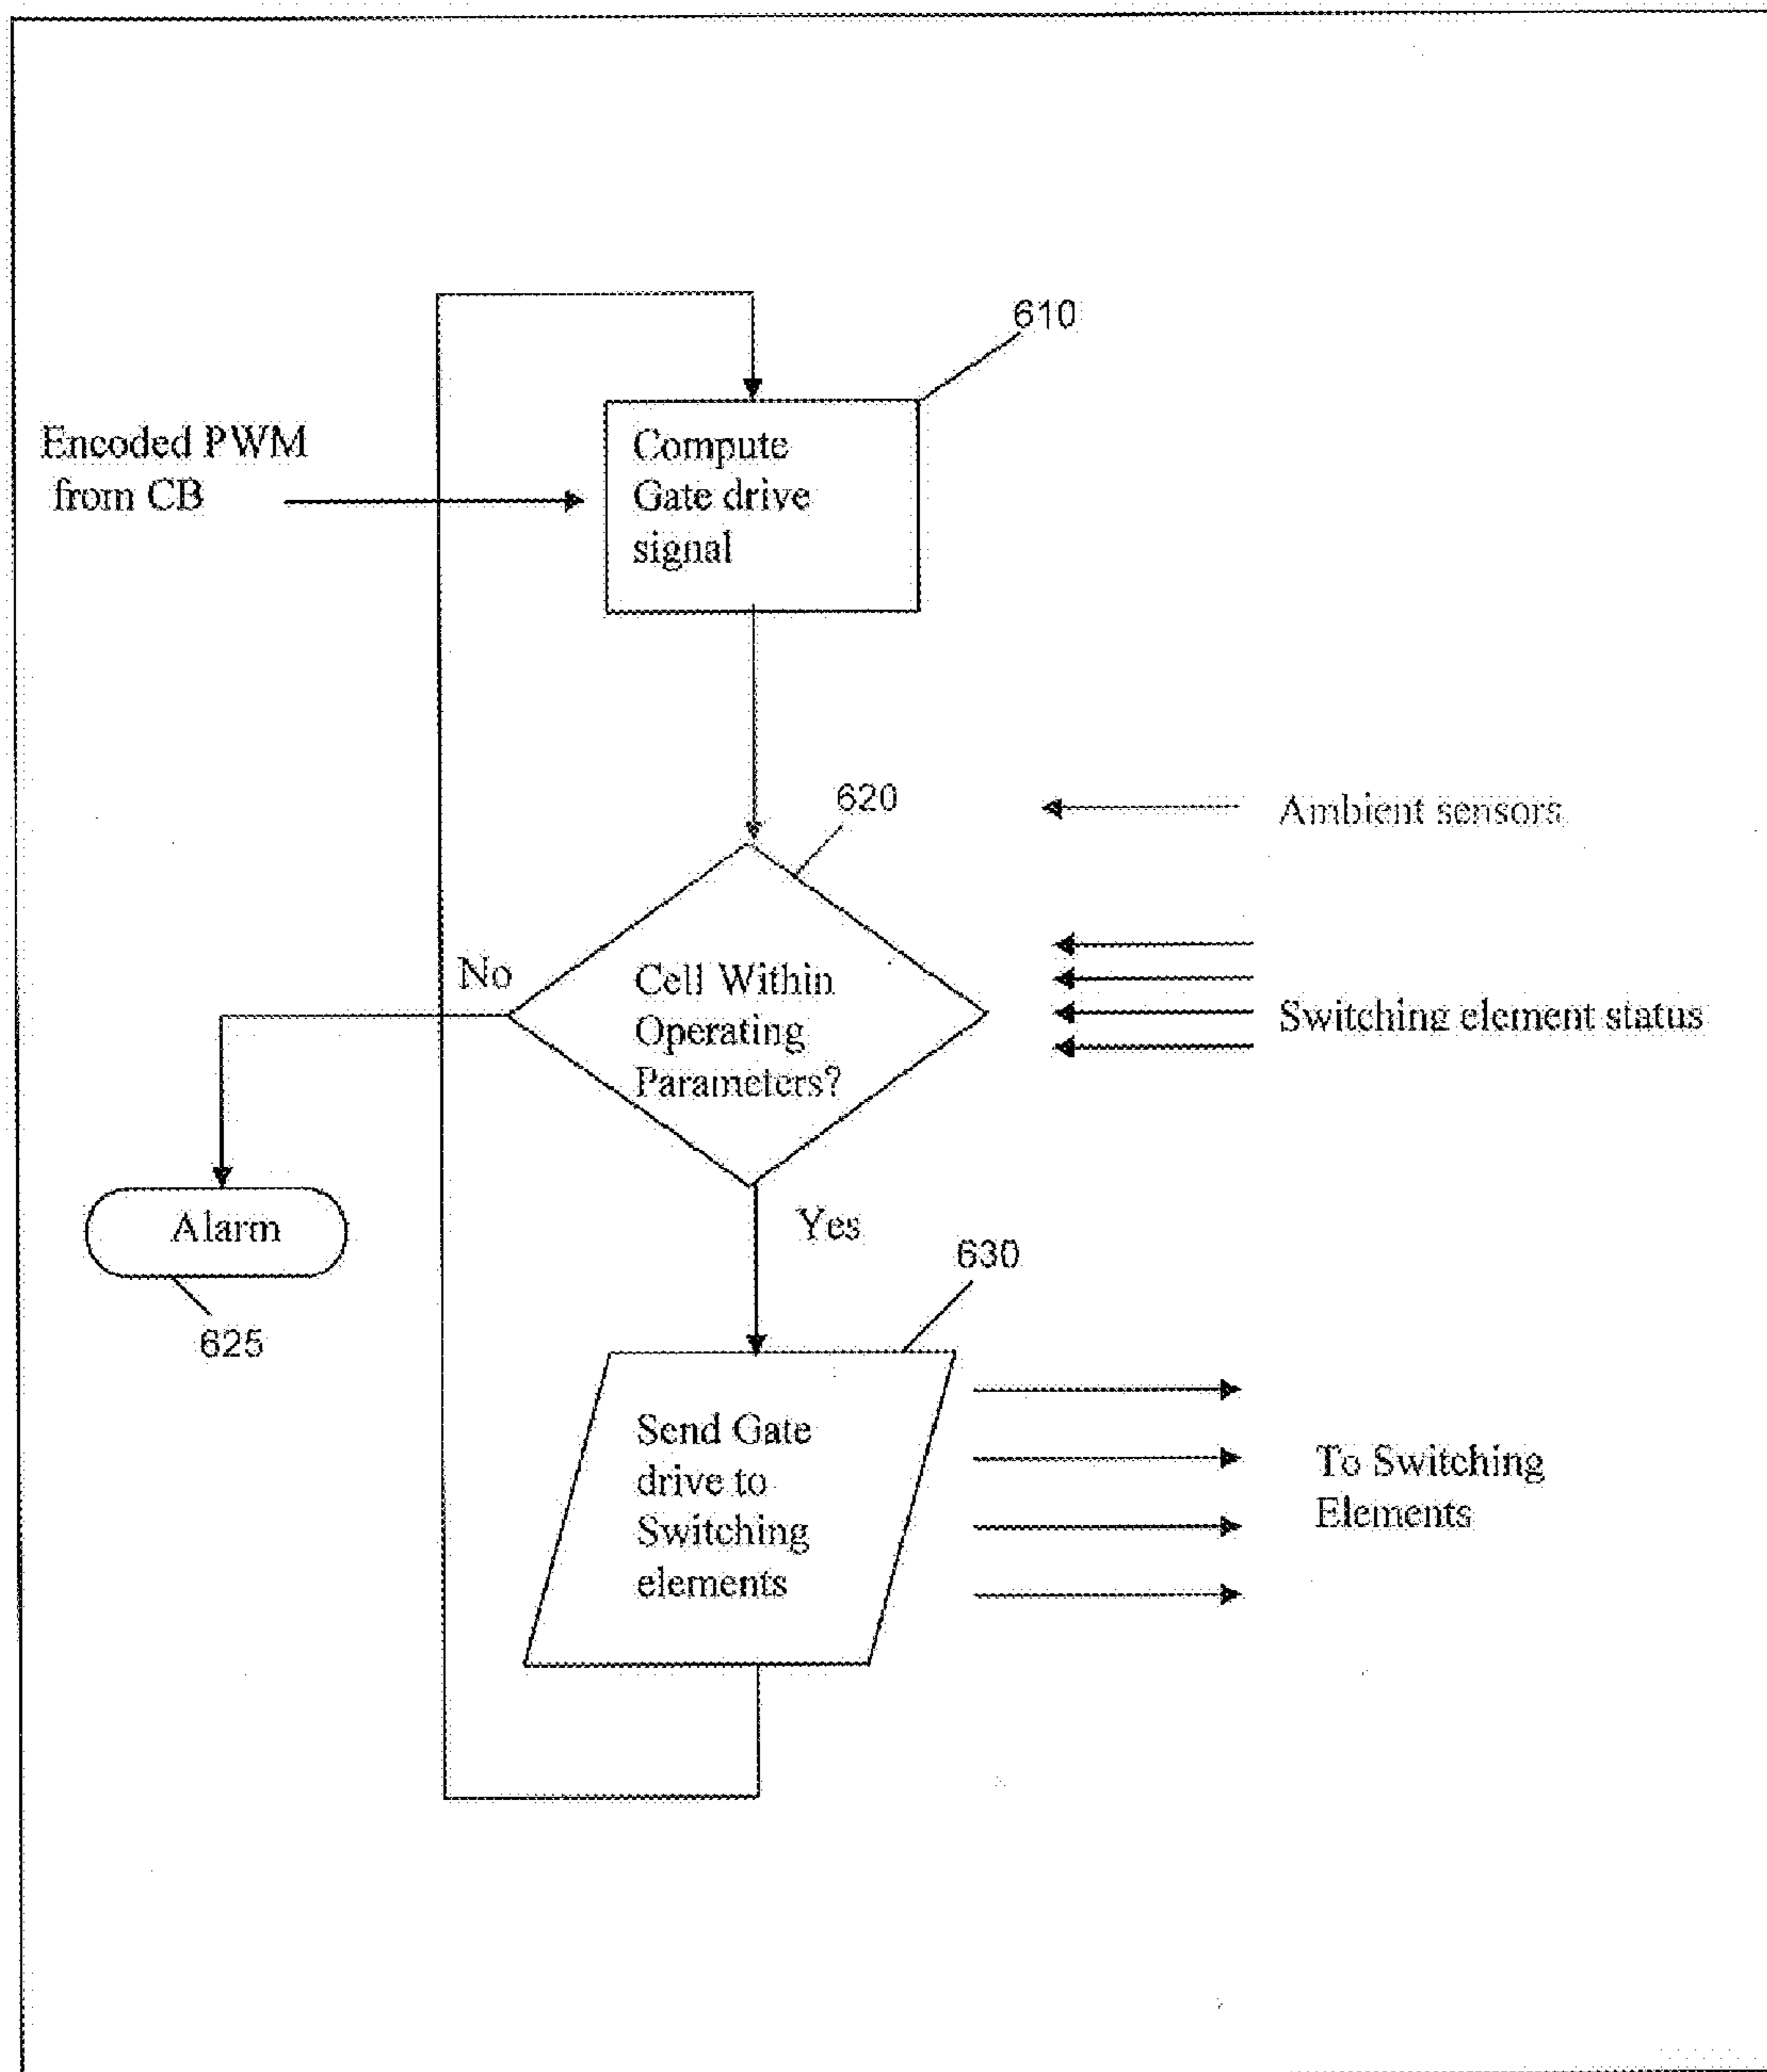 610
Encoded PWM
from CB
Compute
Gate drive
signal
620
Ambient sensors
No
Cell Within
Operating
Parameters?
Switching element status
Alarm
Yes
625
630
Send Gate
drive to
Switching
elements
To Switching
Elements